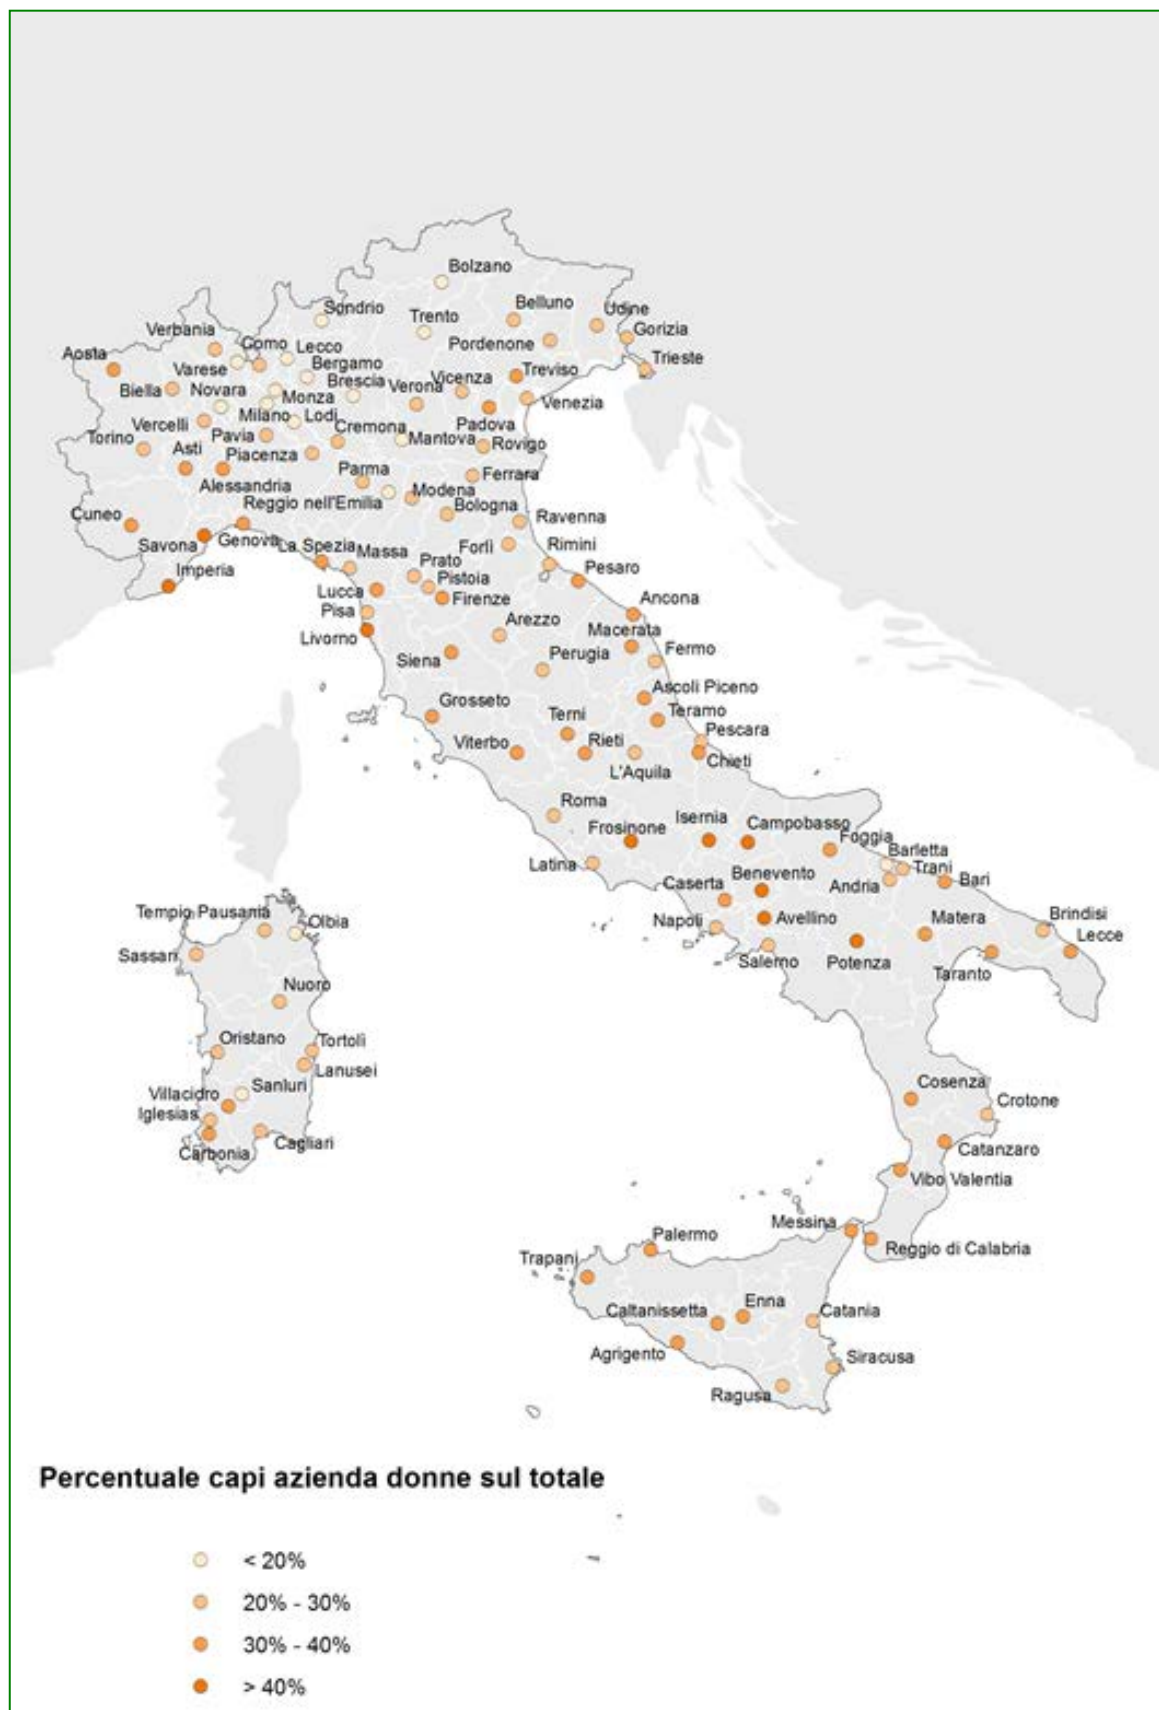 Bolzano
Sondrio
Trento
Belluno
Udine
Gorizia
Verbania
Como
Lecco
Pordenone
Trieste
Aosta
Varese
Bergamo
Treviso
Biella
Novara
Monza
Brescia
Verona
Vicenza
Venezia
Vercelli
Milano
Lodi
Padova
Torino
Pavia
Cremona
Mantova
Rovigo
Asti
Piacenza
Parma
Ferrara
Alessandria
Modena
Reggio nell'Emilia
Bologna
Cuneo
Ravenna
Savona
Genova
La Spezia
Massa
Forlì
Rimini
Imperia
Prato
Pistoia
Pesaro
Lucca
Firenze
Ancona
Pisa
Arezzo
Macerata
Livorno
Siena
Perugia
Fermo
Grosseto
Ascoli Piceno
Terni
Teramo
Viterbo
Rieti
Pescara
L'Aquila
Chieti
Roma
Isernia
Campobasso
Frosinone
Foggia
Barletta
Latina
Benevento
Trani
Caserta
Andria
Bari
Tempio Pausania
Olbia
Napoli
Avellino
Matera
Brindisi
Sassari
Salerno
Potenza
Lecce
Taranto
Nuoro
Oristano
Tortolì
Lanusei
Villacidro
Sanluri
Iglesias
Cosenza
Crotone
Carbonia
Cagliari
Catanzaro
Vibo Valentia
Messina
Palermo
Reggio di Calabria
Trapani
Enna
Caltanissetta
Catania
Agrigento
Siracusa
Ragusa
Percentuale capi azienda donne sul totale
< 20%
20% - 30%
30% - 40%
> 40%